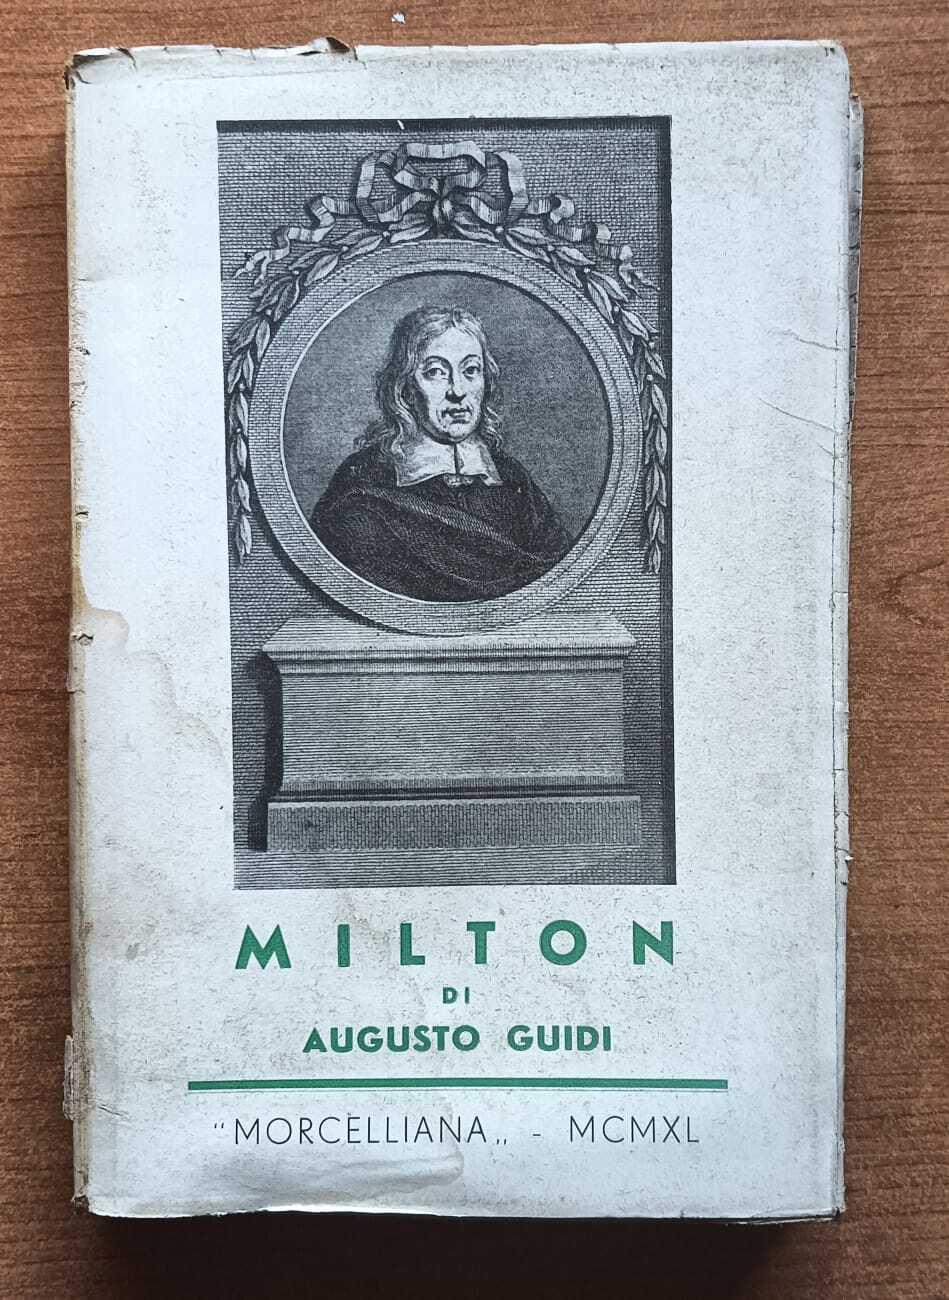 MILTON
DI
AUGUSTO GUIDI
"MORCELLIANA„ - MCMXL